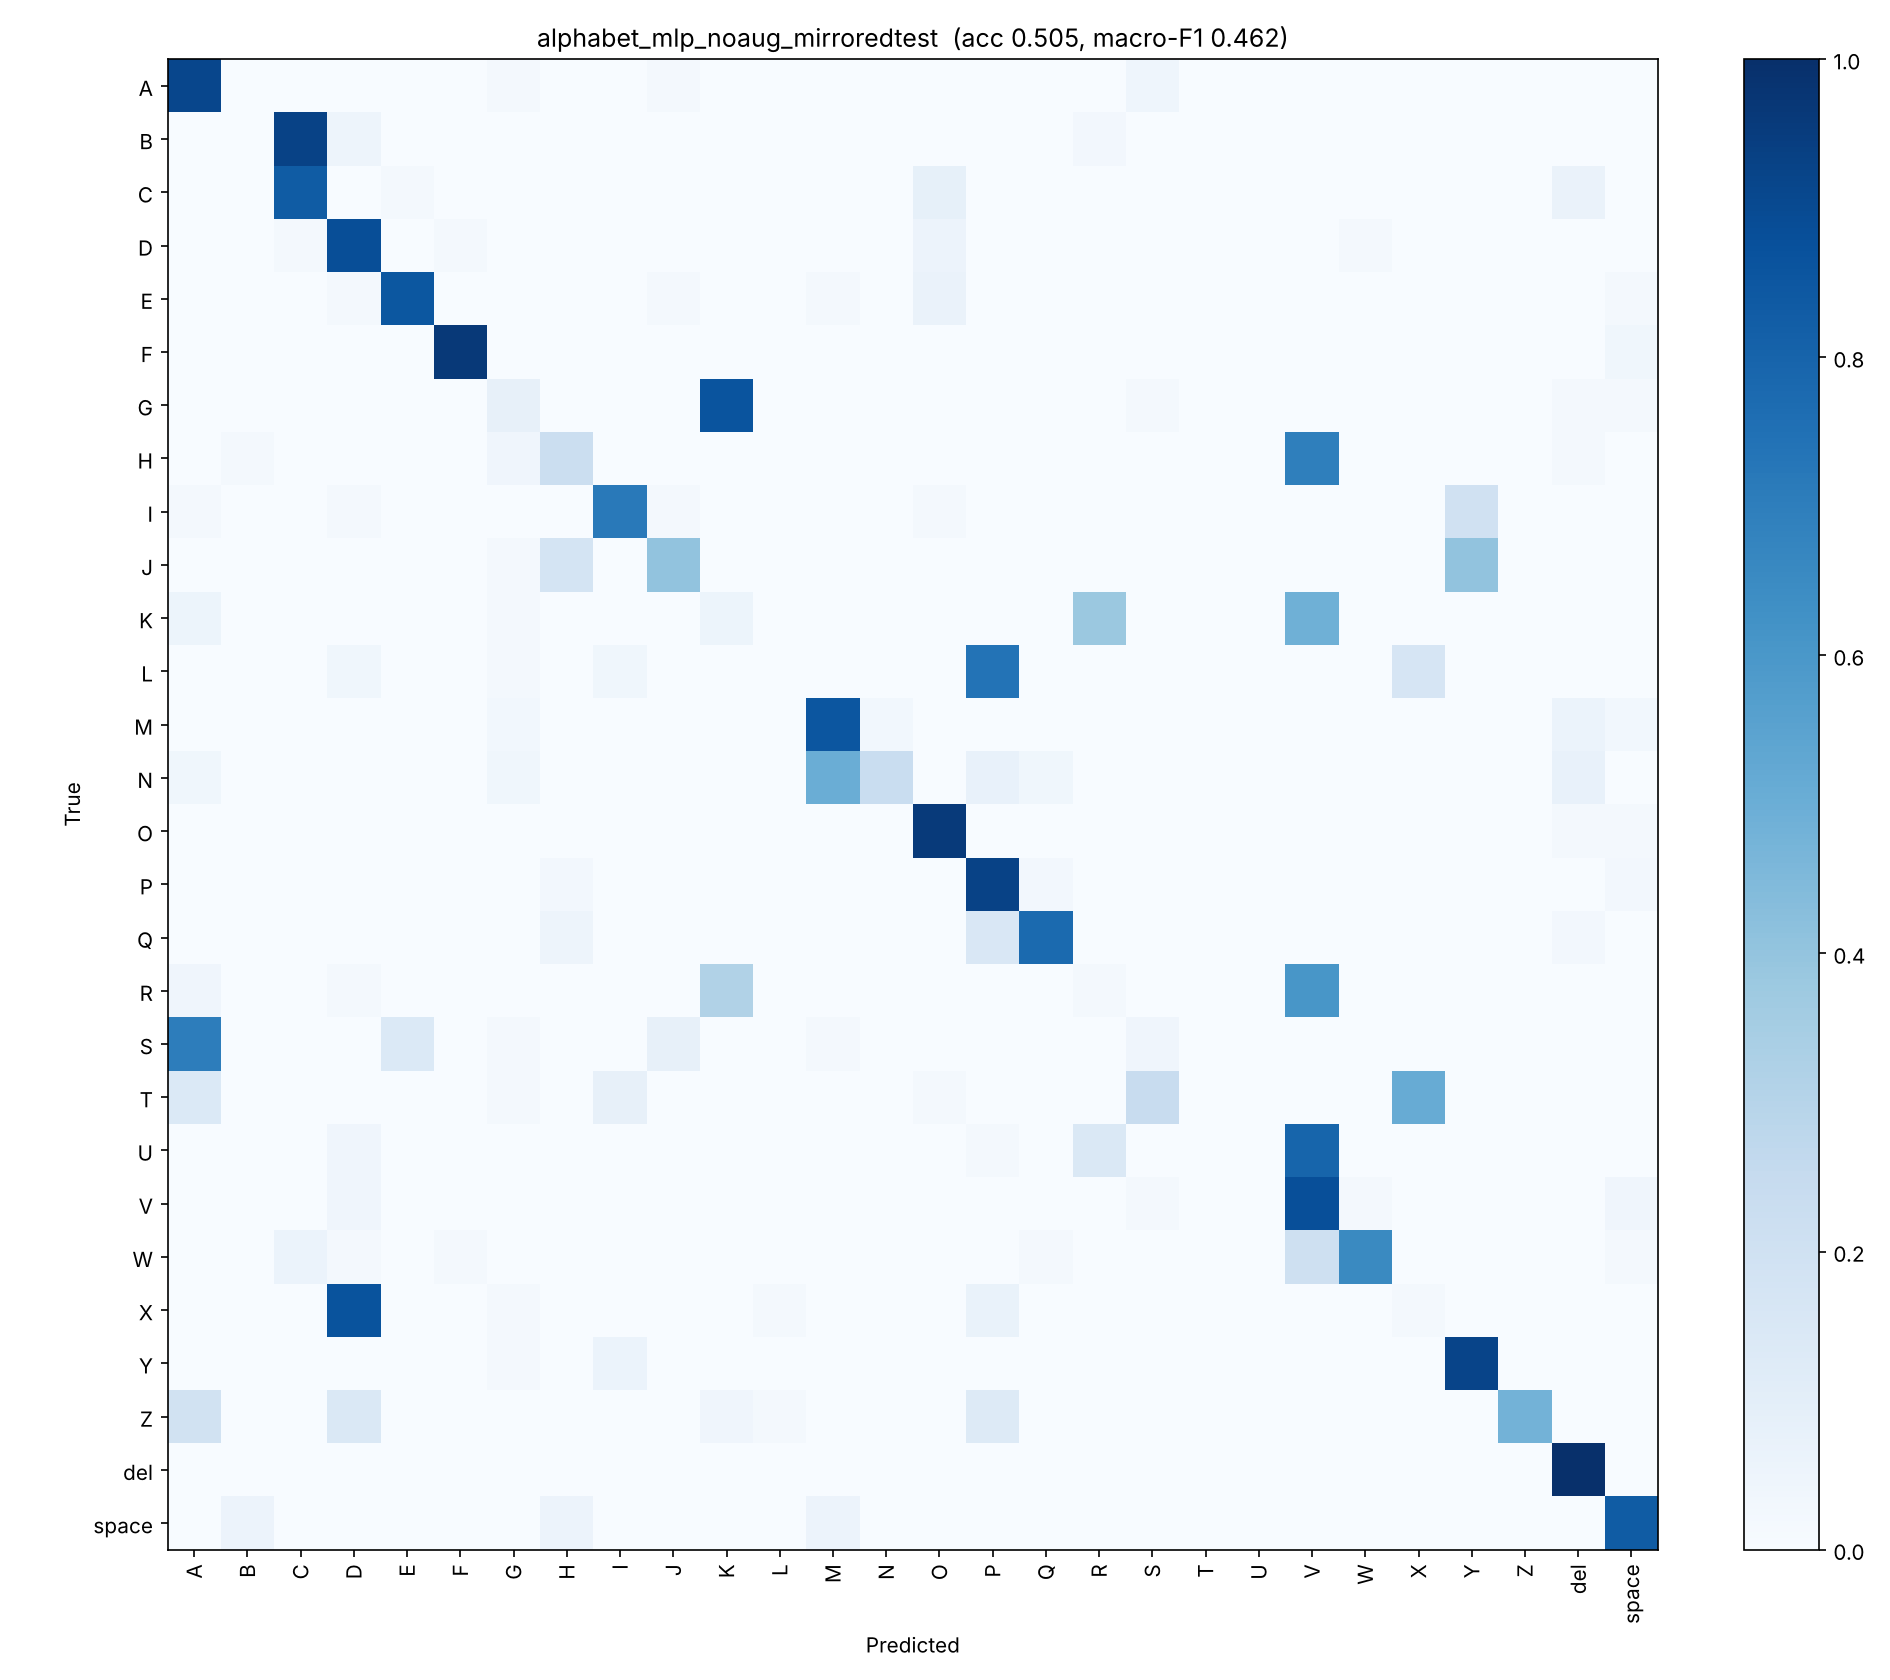 alphabet_mlp_noaug_mirroredtest (acc 0.505, macro-F1 0.462)
True
A
B
C
D
E
F
G
H
I
J
K
L
M
N
O
P
Q
R
S
T
U
V
W
X
Y
Z
del
space
A B C D E F G H I J K L M N O P Q R S T U V W X Y Z del space
Predicted
1.0
0.8
0.6
0.4
0.2
0.0